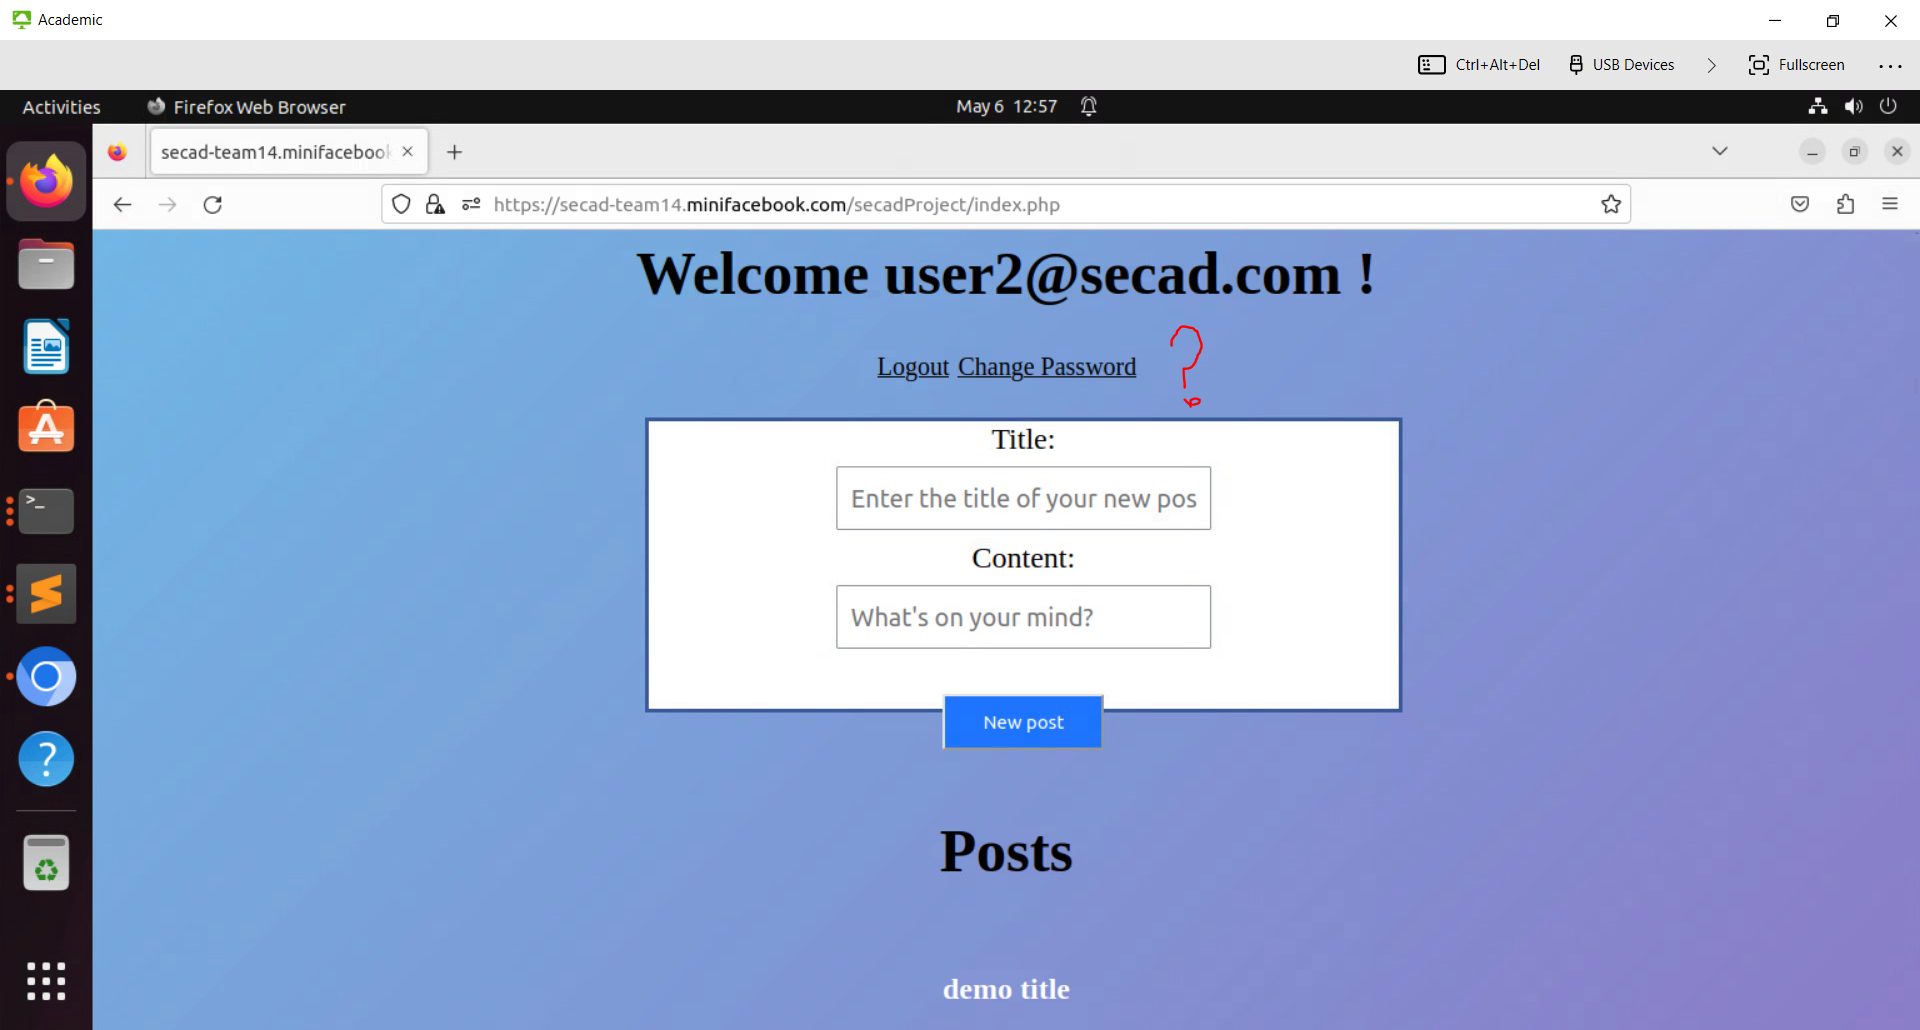 Academic
Ctrl+Alt+Del USB Devices Fullscreen
Activities Firefox Web Browser May 6 12:57
secad-team14.minifacebook
https://secad-team14.minifacebook.com/secadProject/index.php
Welcome user2@secad.com !
Logout Change Password ?
Title:
Enter the title of your new pos
Content:
What's on your mind?
New post
Posts
demo title